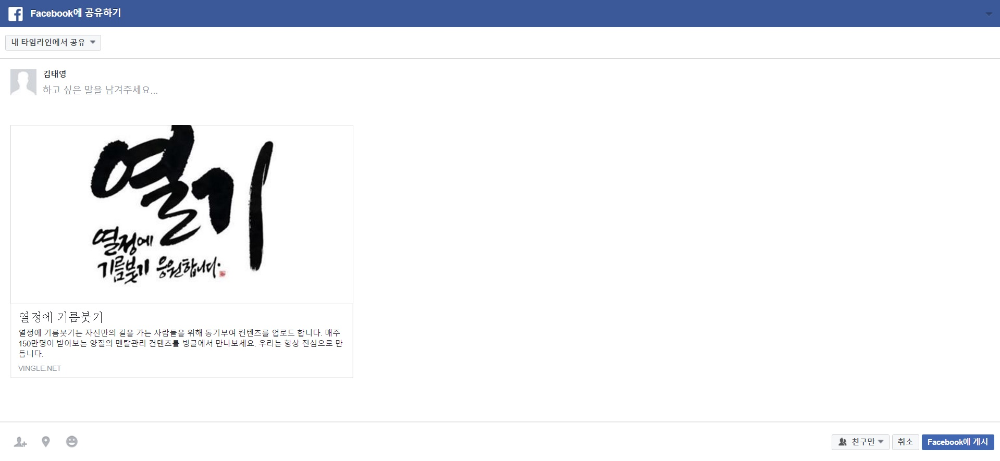 Facebook에 공유하기
내 타임라인에서 공유
김태영
하고 싶은 말을 남겨주세요...
열기
열정에
기름붓기 응원합니다.
열정에 기름붓기
열정에 기름붓기는 자신만의 길을 가는 사람들을 위해 동기부여 컨텐츠를 업로드 합니다. 매주
150만명이 받아보는 양질의 멘탈관리 컨텐츠를 빙글에서 만나보세요. 우리는 항상 진심으로 만
듭니다.
VINGLE.NET
친구만 취소 Facebook에 게시